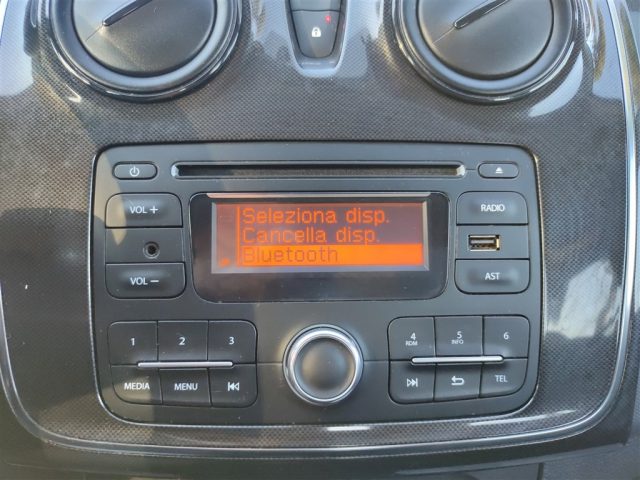 VOL +
RADIO
Seleziona disp.
Cancella disp.
Bluetooth
VOL −
AST
1
2
3
4
RDM
5
INFO
6
MEDIA
MENU
TEL